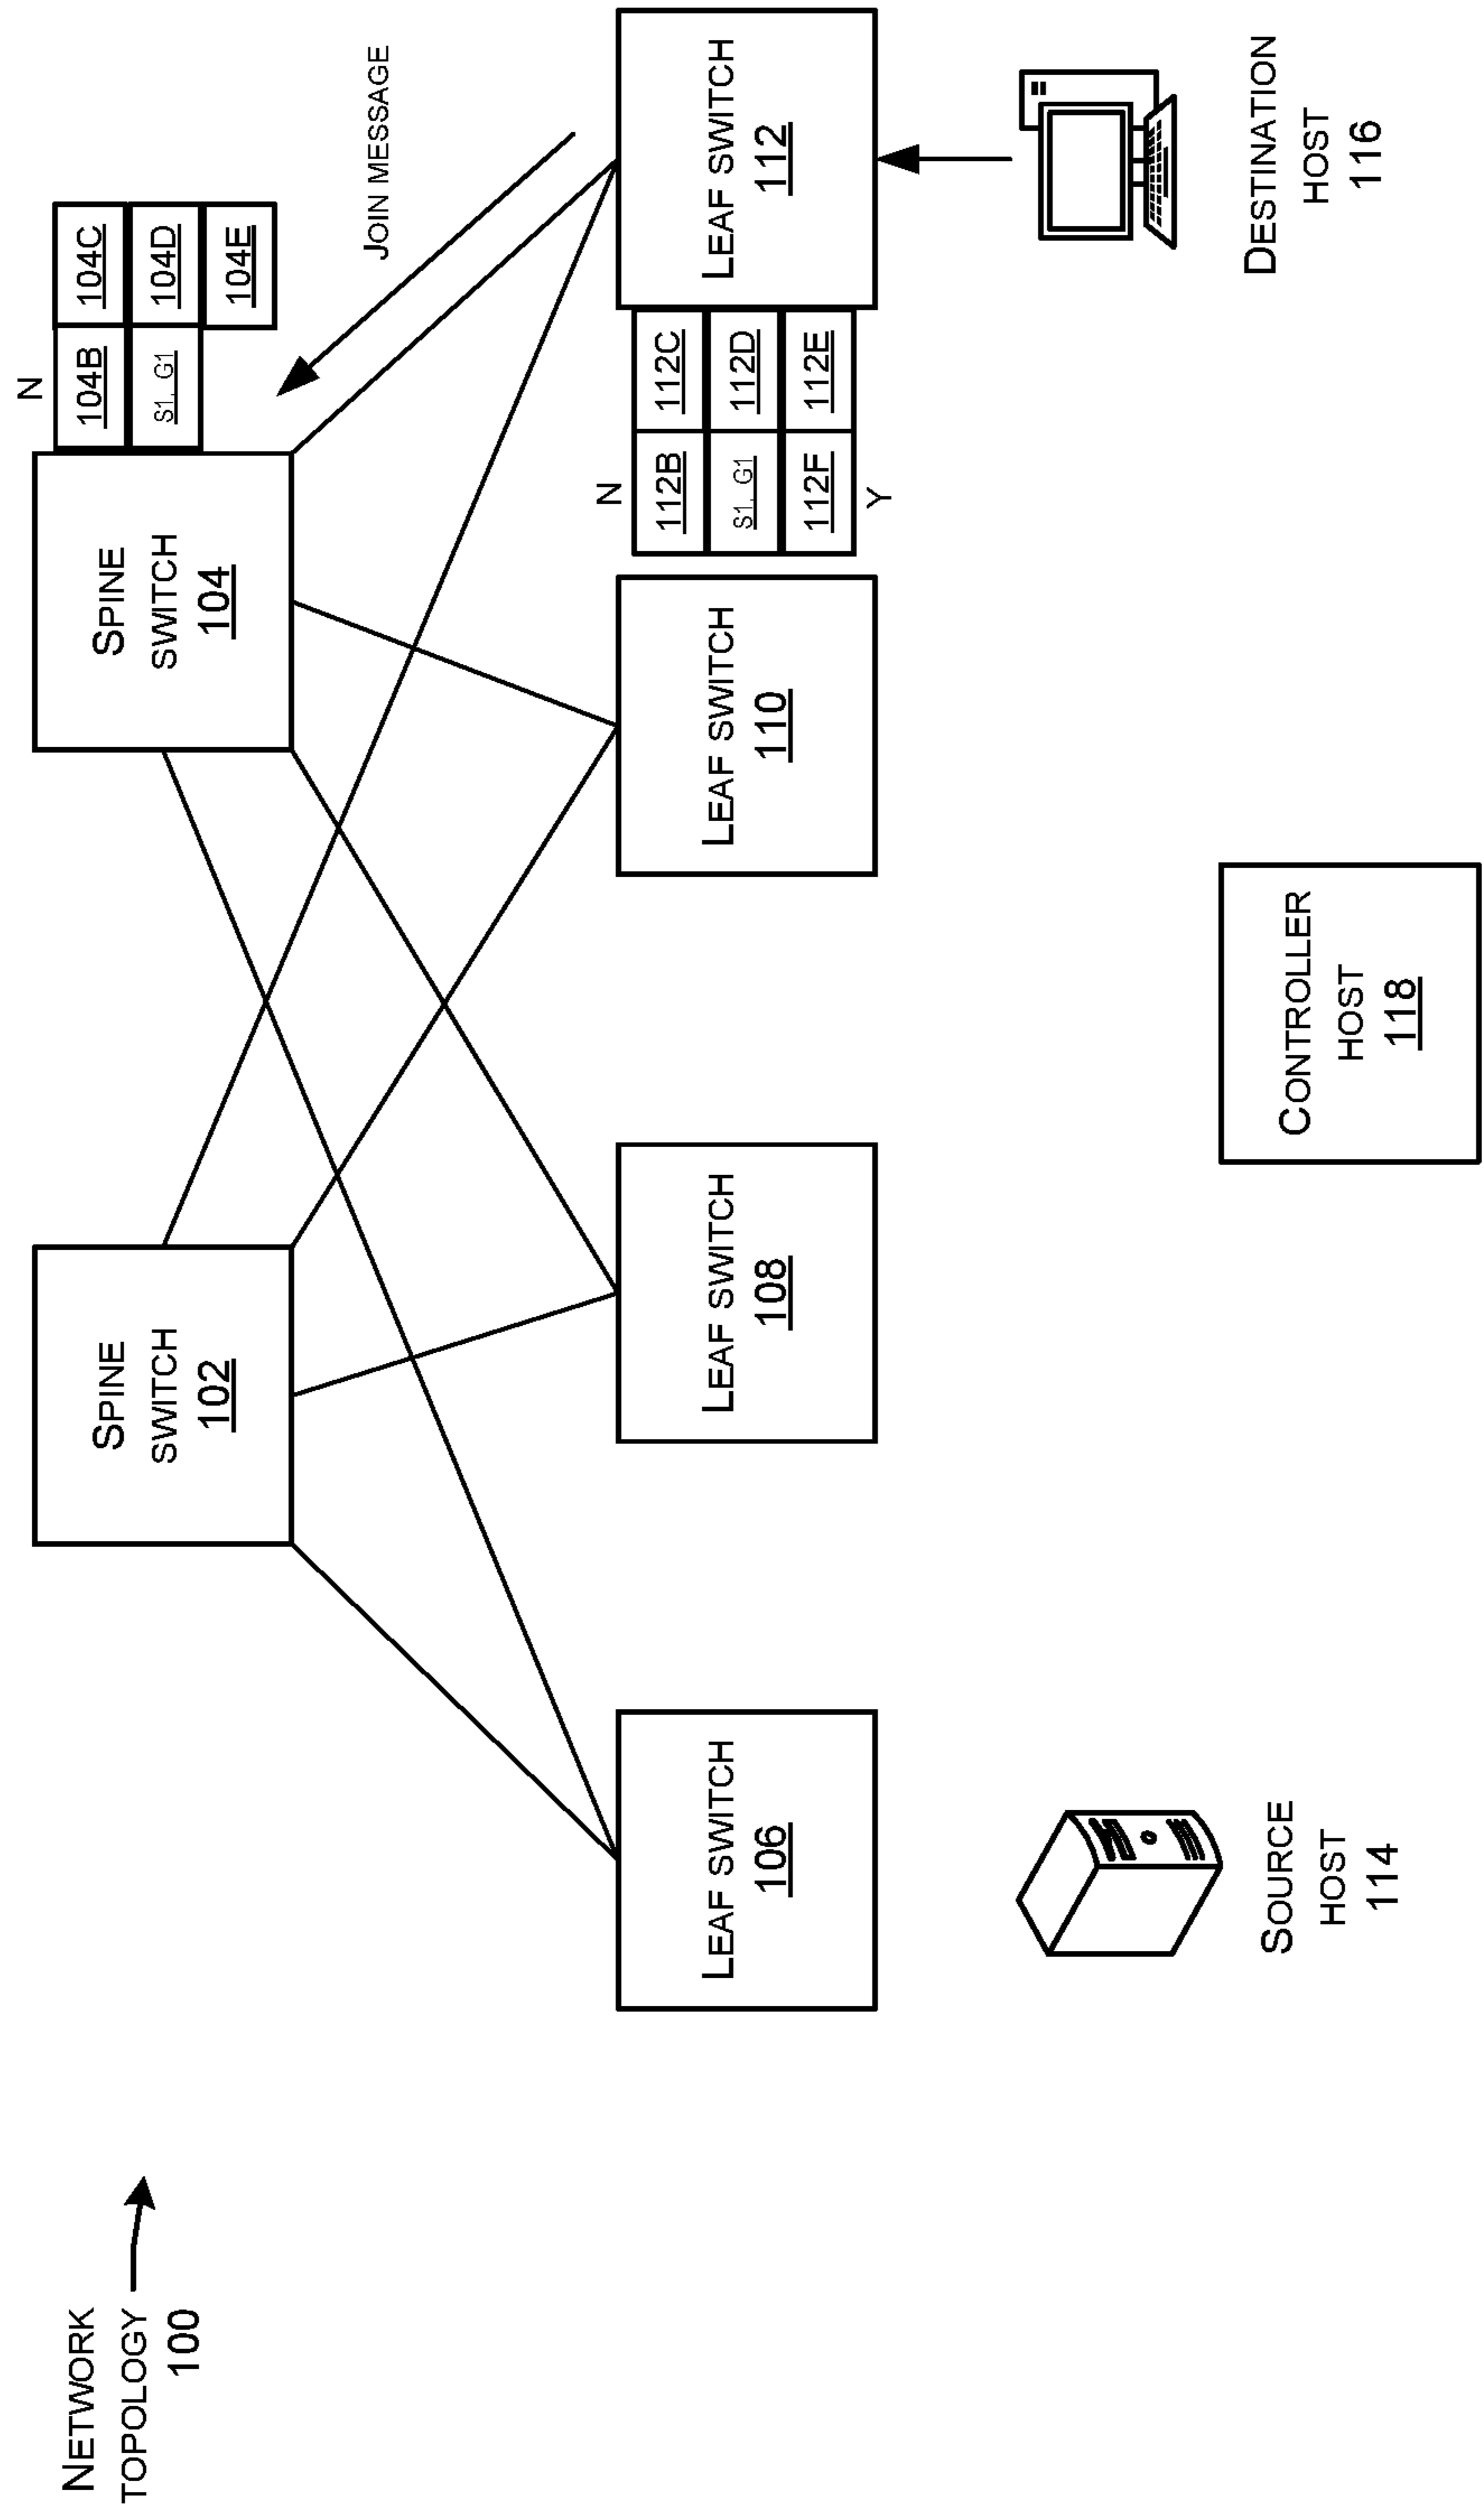 NETWORK
TOPOLOGY
100
SPINE
SWITCH
102
SPINE
SWITCH
104
N
104B
104C
S1, G1
104D
104E
JOIN MESSAGE
LEAF SWITCH
106
LEAF SWITCH
108
LEAF SWITCH
110
N
112B
112C
S1, G1
112D
112F
112E
Y
LEAF SWITCH
112
SOURCE
HOST
114
CONTROLLER
HOST
118
DESTINATION
HOST
116